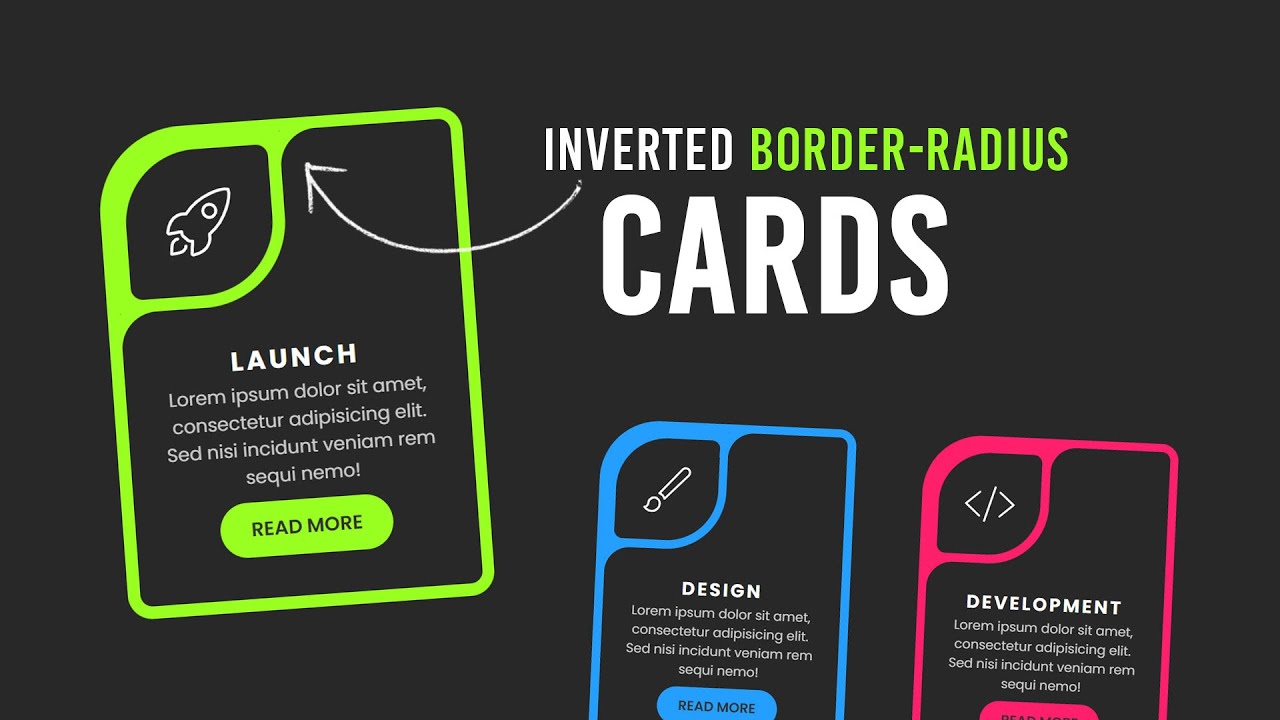 INVERTED BORDER-RADIUS
CARDS
LAUNCH
Lorem ipsum dolor sit amet,
consectetur adipisicing elit.
Sed nisi incidunt veniam rem
sequi nemo!
READ MORE
DESIGN
Lorem ipsum dolor sit amet,
consectetur adipisicing elit.
Sed nisi incidunt veniam rem
sequi nemo!
READ MORE
DEVELOPMENT
Lorem ipsum dolor sit amet,
consectetur adipisicing elit.
Sed nisi incidunt veniam rem
sequi nemo!
READ MORE